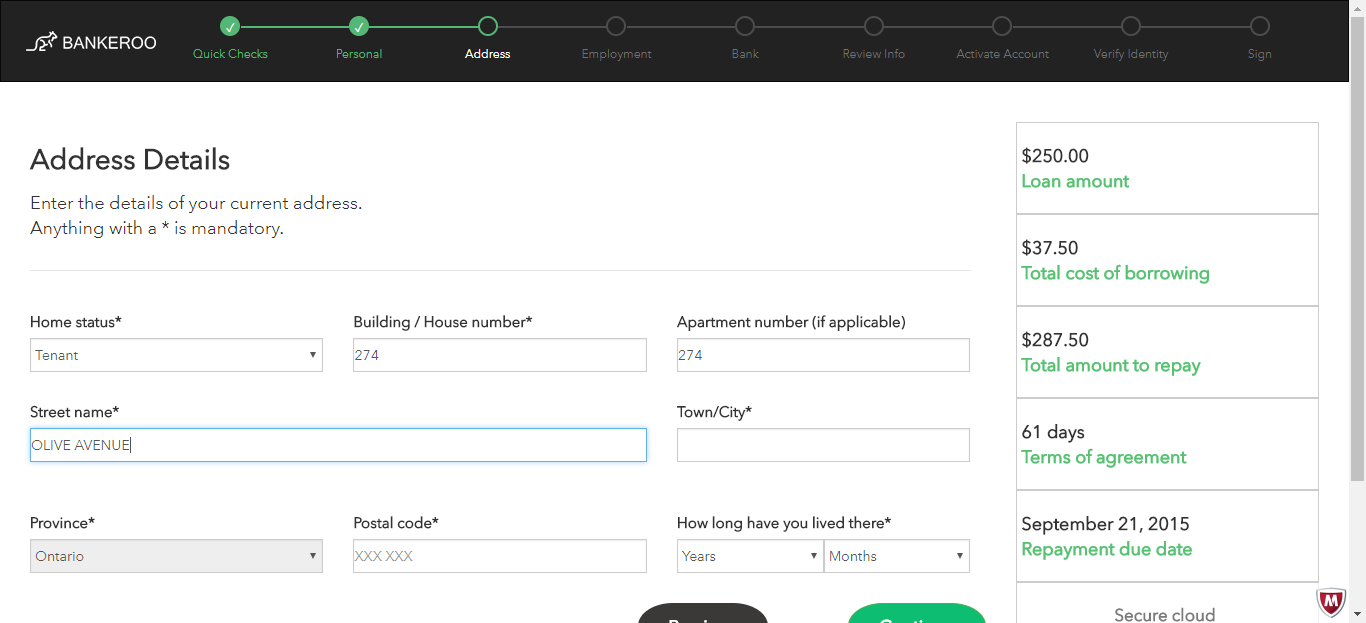 BANKEROO
Quick Checks
Personal
Address
Employment
Bank
Review Info
Activate Account
Verify Identity
Sign
Address Details
Enter the details of your current address.
Anything with a * is mandatory.
Home status*
Building / House number*
Apartment number (if applicable)
Tenant
274
274
Street name*
Town/City*
OLIVE AVENUE
Province*
Postal code*
How long have you lived there*
Ontario
XXX XXX
Years
Months
$250.00
Loan amount
$37.50
Total cost of borrowing
$287.50
Total amount to repay
61 days
Terms of agreement
September 21, 2015
Repayment due date
Secure cloud